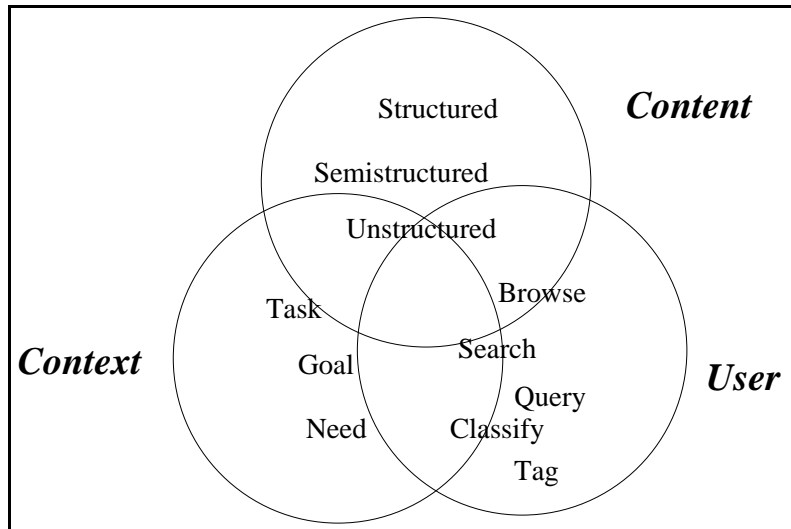 Structured
Content
Semistructured
Unstructured
Browse
Task
Search
Context
Goal
User
Query
Need
Classify
Tag